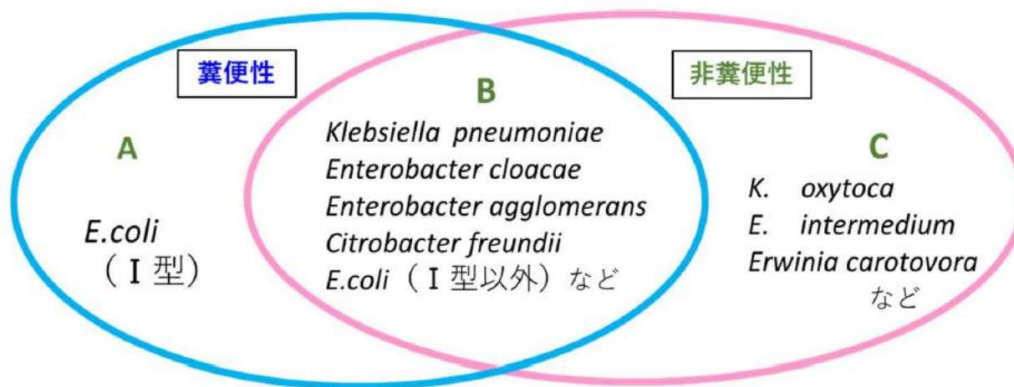 糞便性
非糞便性
A
E.coli
（Ⅰ型）
B
Klebsiella pneumoniae
Enterobacter cloacae
Enterobacter agglomerans
Citrobacter freundii
E.coli（Ⅰ型以外）など
C
K. oxytoca
E. intermedium
Erwinia carotovora
など